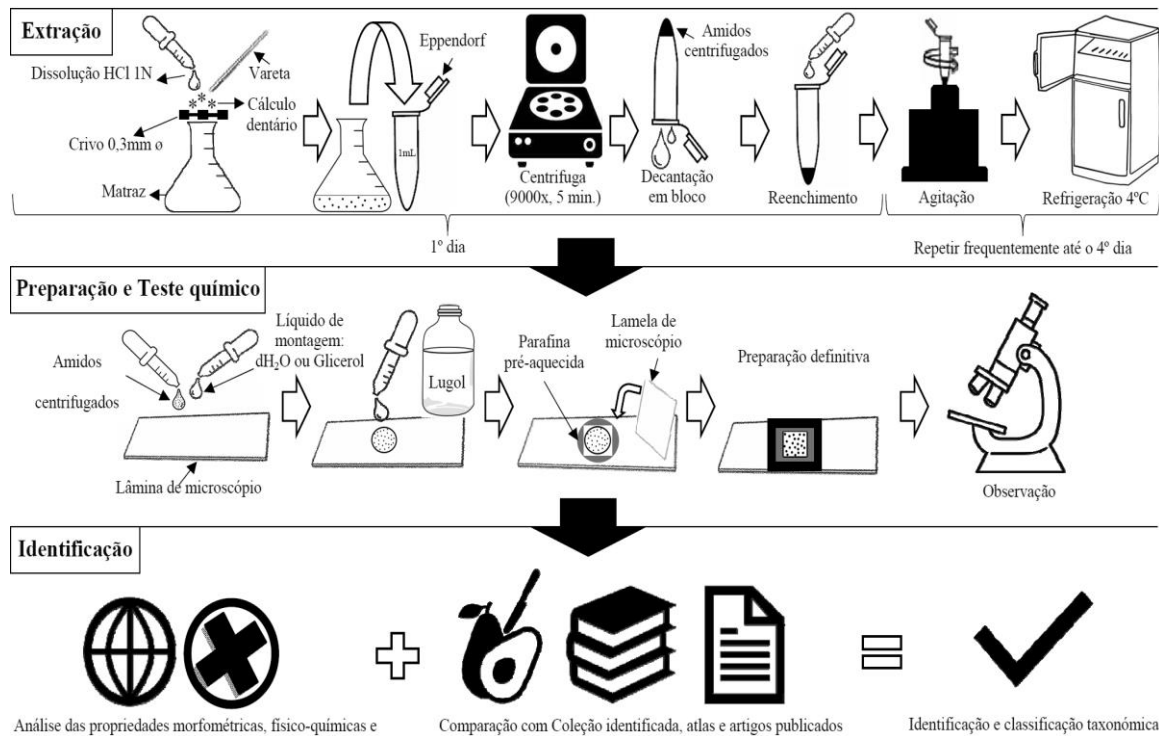 Extração
Dissolução HCl 1N
Vareta
Cálculo
dentário
Crivo 0,3mm ø
Matraz
Eppendorf
1mL
Centrifuga
(9000x, 5 min.)
Amidos
centrifugados
Decantação
em bloco
Reenchimento
Agitação
Refrigeração 4ºC
1º dia
Repetir frequentemente até o 4º dia
Preparação e Teste químico
Amidos
centrifugados
Líquido de
montagem:
dH₂O ou Glicerol
Lâmina de microscópio
Lugol
Parafina
pré-aquecida
Lamela de
microscópio
Preparação definitiva
Observação
Identificação
Análise das propriedades morfométricas, físico-químicas e
Comparação com Coleção identificada, atlas e artigos publicados
Identificação e classificação taxonómica